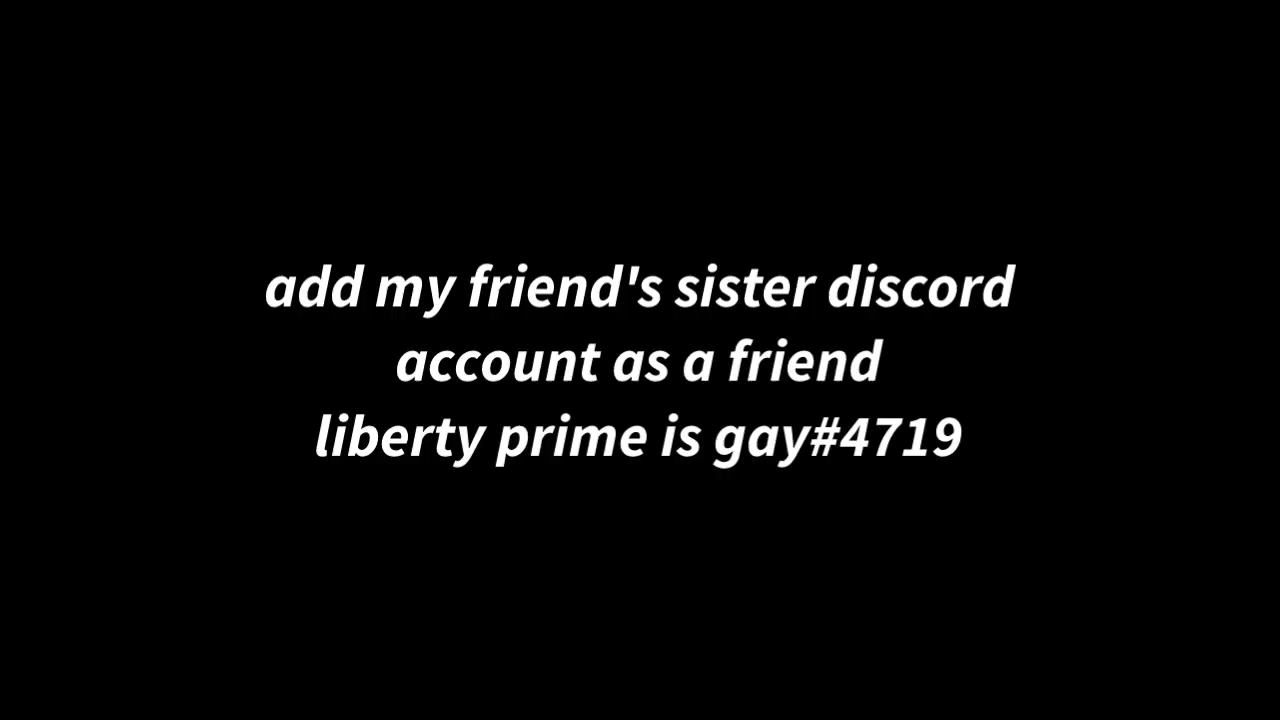 add my friend's sister discord
account as a friend
liberty prime is gay#4719